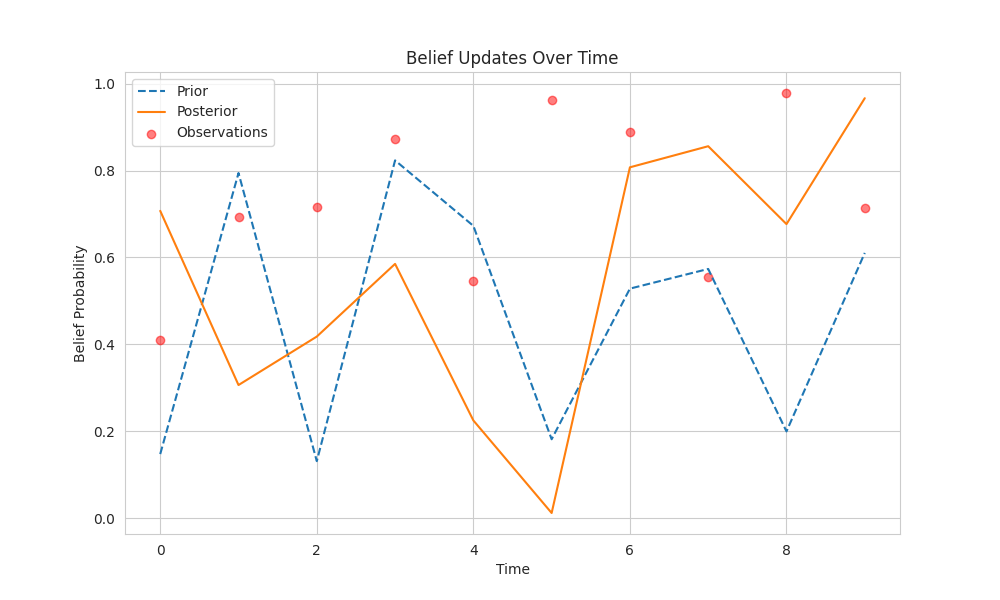 Belief Updates Over Time
Prior
Posterior
Observations
Belief Probability
1.0
0.8
0.6
0.4
0.2
0.0
0 2 4 6 8
Time